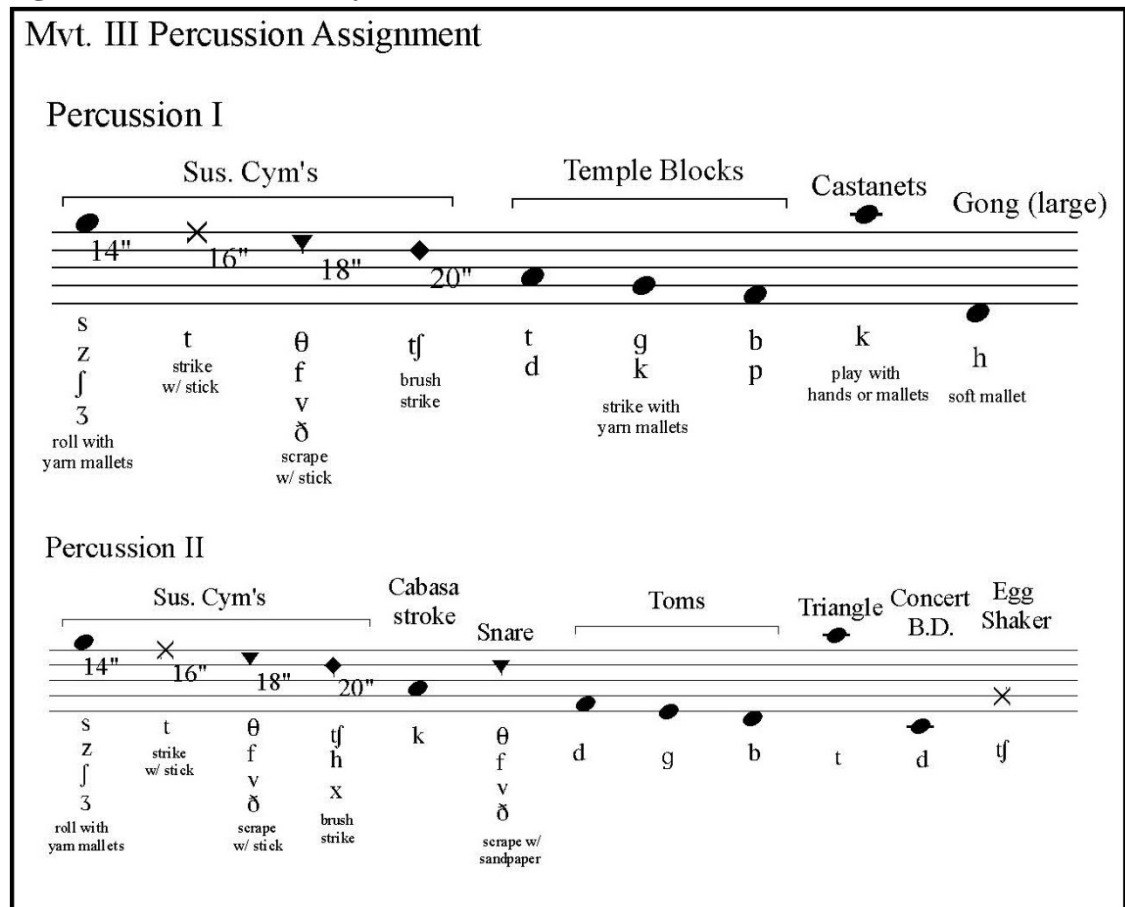 Mvt. III Percussion Assignment
Percussion I
Sus. Cym's
Temple Blocks
Castanets
Gong (large)
14"
16"
18"
20"
s
z
ʃ
ʒ
roll with
yarn mallets
t
strike
w/ stick
θ
f
v
ð
scrape
w/ stick
tʃ
brush
strike
t
d
g
k
strike with
yarn mallets
b
p
k
play with
hands or mallets
h
soft mallet
Percussion II
Sus. Cym's
Cabasa
stroke
Snare
Toms
Triangle
Concert
B.D.
Egg
Shaker
14"
16"
18"
20"
s
z
ʃ
ʒ
roll with
yarn mallets
t
strike
w/ stick
θ
f
v
ð
scrape
w/ stick
tʃ
h
x
brush
strike
k
θ
f
v
ð
scrape w/
sandpaper
d
g
b
t
d
tʃ